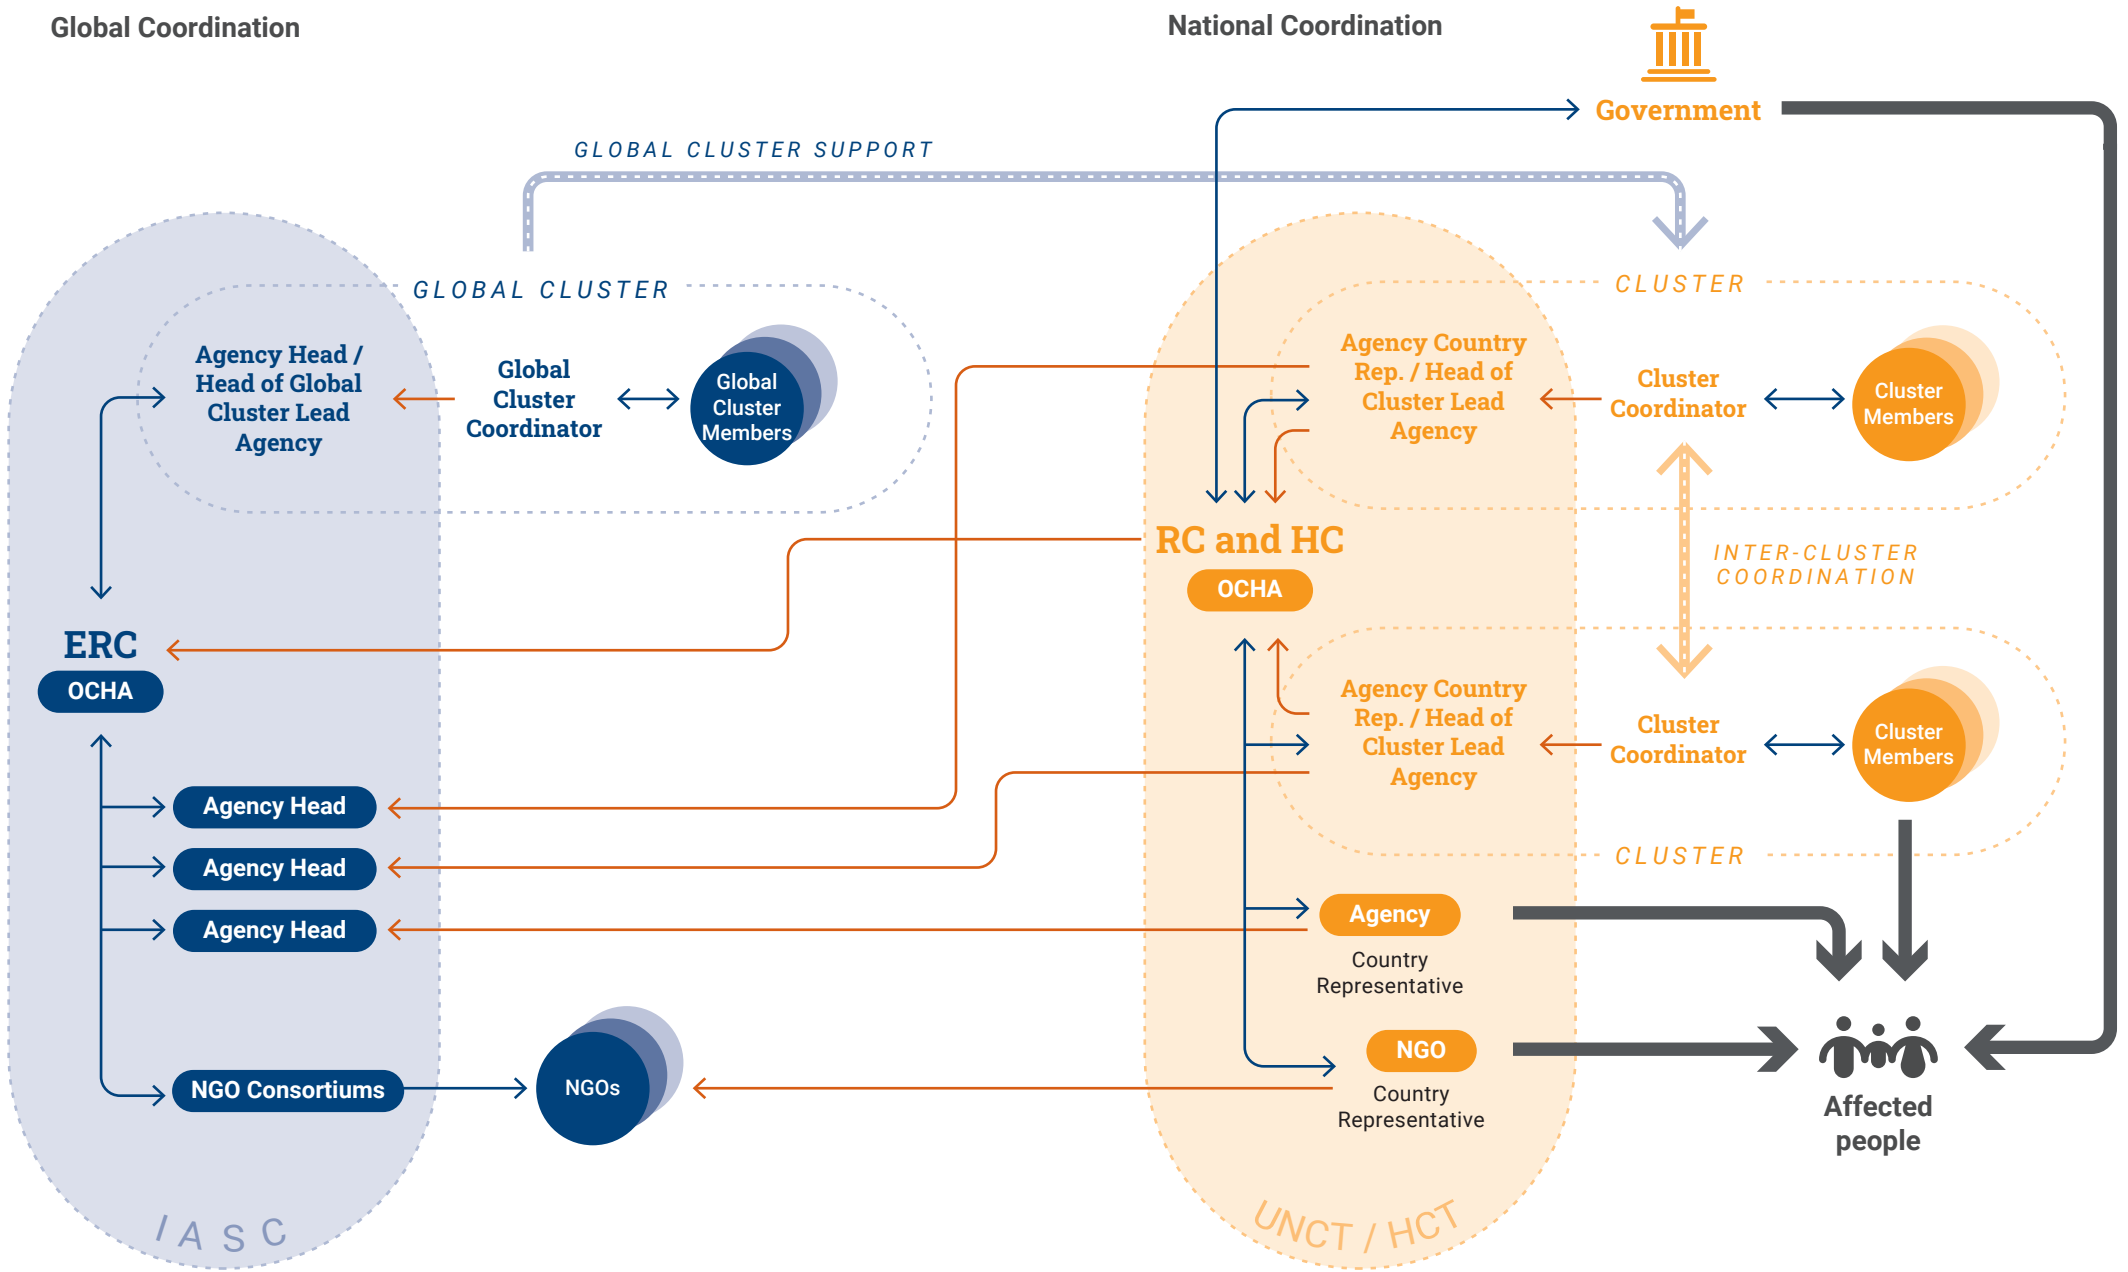 Global Coordination
National Coordination
Government
GLOBAL CLUSTER SUPPORT
GLOBAL CLUSTER
Agency Head /
Head of Global
Cluster Lead
Agency
Global
Cluster
Coordinator
Global
Cluster
Members
ERC
OCHA
Agency Head
Agency Head
Agency Head
NGO Consortiums
NGOs
IASC
CLUSTER
Agency Country
Rep. / Head of
Cluster Lead
Agency
Cluster
Coordinator
Cluster
Members
RC and HC
OCHA
INTER-CLUSTER
COORDINATION
Agency Country
Rep. / Head of
Cluster Lead
Agency
Cluster
Coordinator
Cluster
Members
CLUSTER
Agency
Country
Representative
NGO
Country
Representative
Affected
people
UNCT / HCT